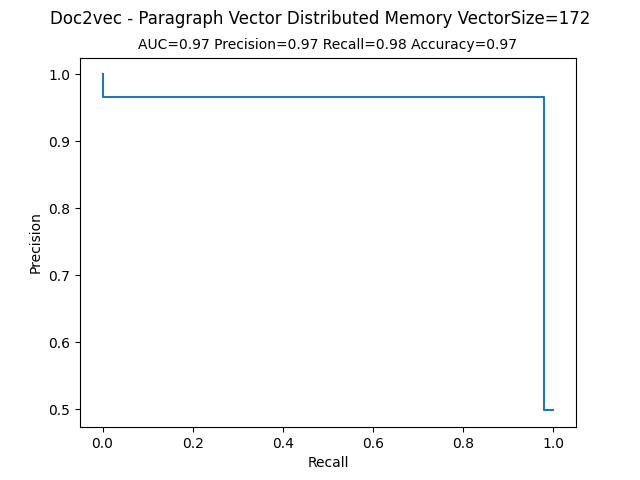 Doc2vec - Paragraph Vector Distributed Memory VectorSize=172
AUC=0.97 Precision=0.97 Recall=0.98 Accuracy=0.97
1.0
0.9
0.8
0.7
0.6
0.5
Precision
0.0 0.2 0.4 0.6 0.8 1.0
Recall